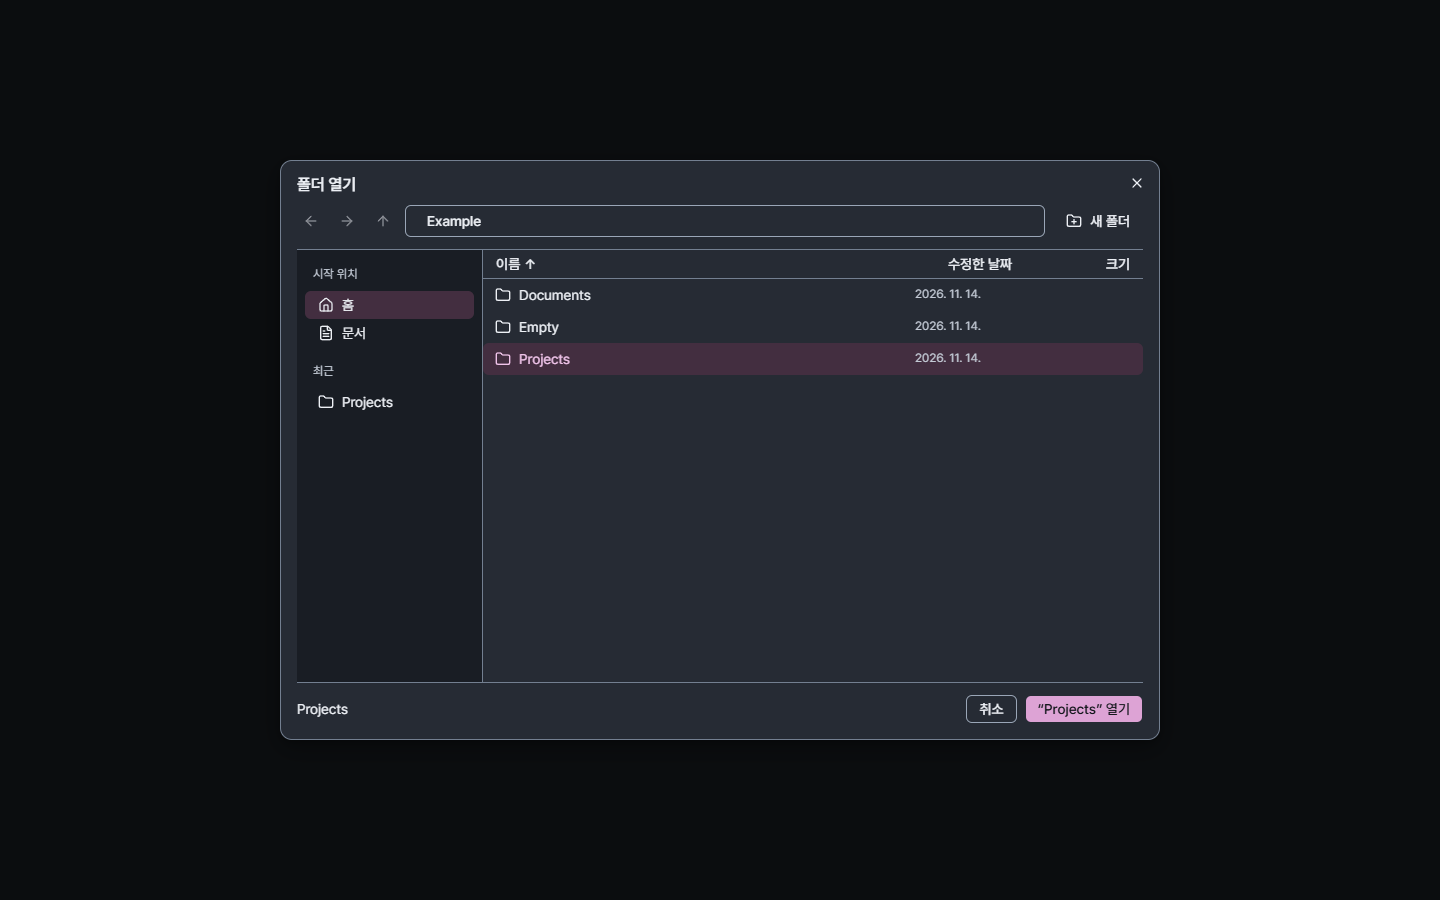 폴더 열기
Example
새 폴더
시작 위치
홈
문서
최근
Projects
이름 수정한 날짜 크기
Documents 2026. 11. 14.
Empty 2026. 11. 14.
Projects 2026. 11. 14.
Projects
취소
“Projects” 열기